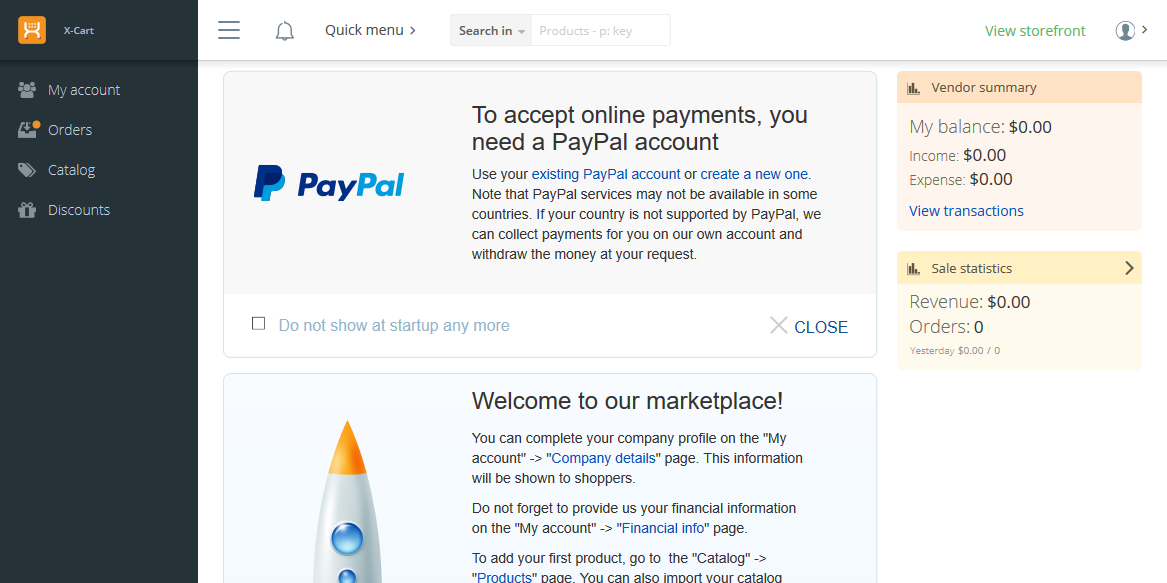 X-Cart
Quick menu
Search in
Products - p: key
View storefront
My account
Orders
Catalog
Discounts
PayPal
To accept online payments, you
need a PayPal account
Use your existing PayPal account or create a new one.
Note that PayPal services may not be available in some
countries. If your country is not supported by PayPal, we
can collect payments for you on our own account and
withdraw the money at your request.
Do not show at startup any more
CLOSE
Welcome to our marketplace!
You can complete your company profile on the "My
account" -> "Company details" page. This information
will be shown to shoppers.
Do not forget to provide us your financial information
on the "My account" -> "Financial info" page.
To add your first product, go to  the "Catalog" ->
"Products" page. You can also import your catalog
Vendor summary
My balance: $0.00
Income: $0.00
Expense: $0.00
View transactions
Sale statistics
Revenue: $0.00
Orders: 0
Yesterday $0.00 / 0